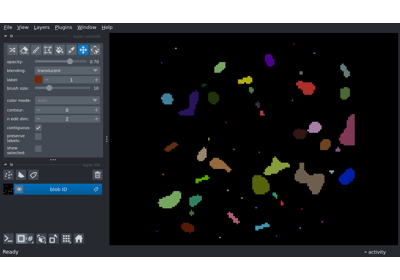 File View Layers Plugins Window Help
opacity: 0.70
blending: translucent
label: 1
brush size: 10
color mode:
contour: 0
n edit dim: 2
contiguous:
preserve
labels:
show
selected:
blob ID
Ready
activity